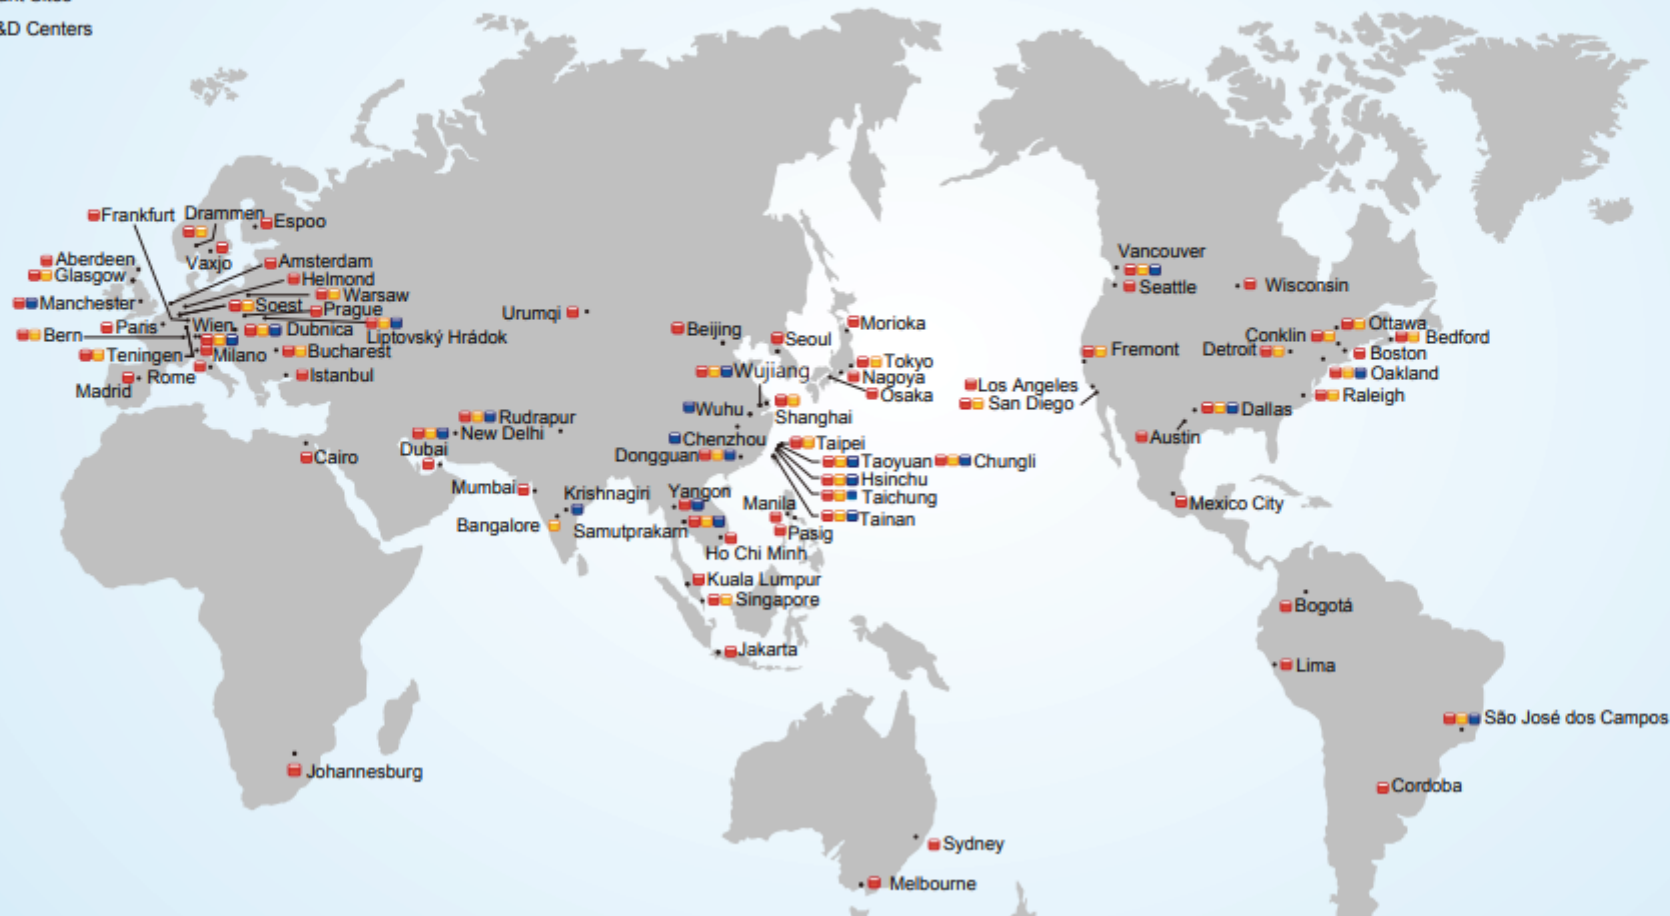 &D Centers
Frankfurt
Drammen
Espoo
Aberdeen
Vaxjo
Amsterdam
Glasgow
Helmond
Warsaw
Manchester
Soest
Prague
Paris
Wien
Dubnica
Liptovský Hrádok
Bern
Teningen
Milano
Bucharest
Madrid
Rome
Istanbul
Urumqi
Beijing
Seoul
Morioka
Tokyo
Nagoya
Osaka
Wujiang
Wuhu
Shanghai
Rudrapur
New Delhi
Dubai
Cairo
Chenzhou
Dongguan
Taipei
Taoyuan
Chungli
Hsinchu
Taichung
Tainan
Mumbai
Krishnagiri
Yangon
Manila
Bangalore
Samutprakarn
Pasig
Ho Chi Minh
Kuala Lumpur
Singapore
Jakarta
Johannesburg
Sydney
Melbourne
Vancouver
Seattle
Wisconsin
Ottawa
Conklin
Bedford
Fremont
Detroit
Boston
Oakland
Los Angeles
San Diego
Raleigh
Dallas
Austin
Mexico City
Bogotá
Lima
São José dos Campos
Cordoba